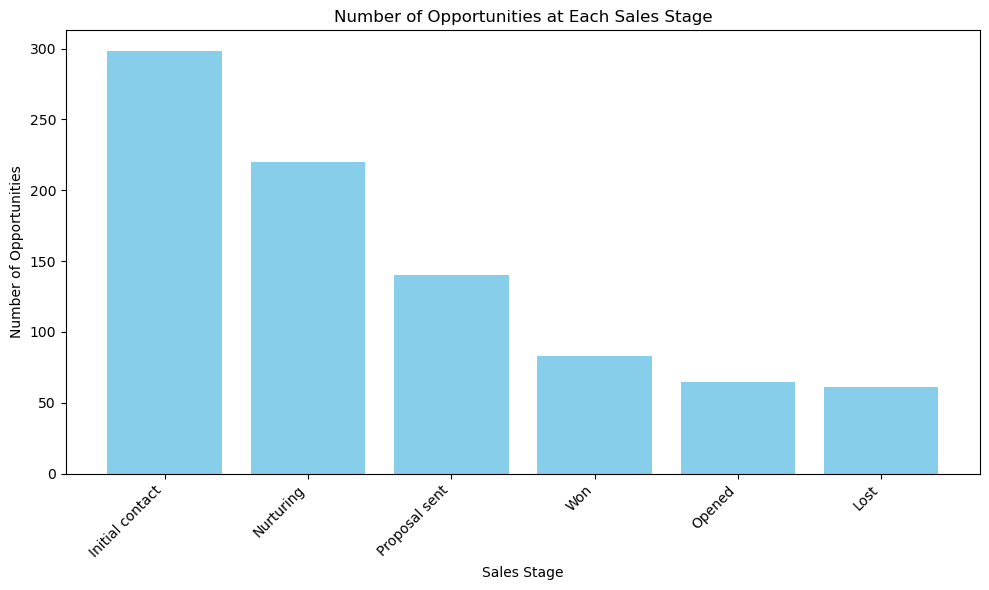 Number of Opportunities at Each Sales Stage
Number of Opportunities
300
250
200
150
100
50
0
Initial contact
Nurturing
Proposal sent
Won
Opened
Lost
Sales Stage